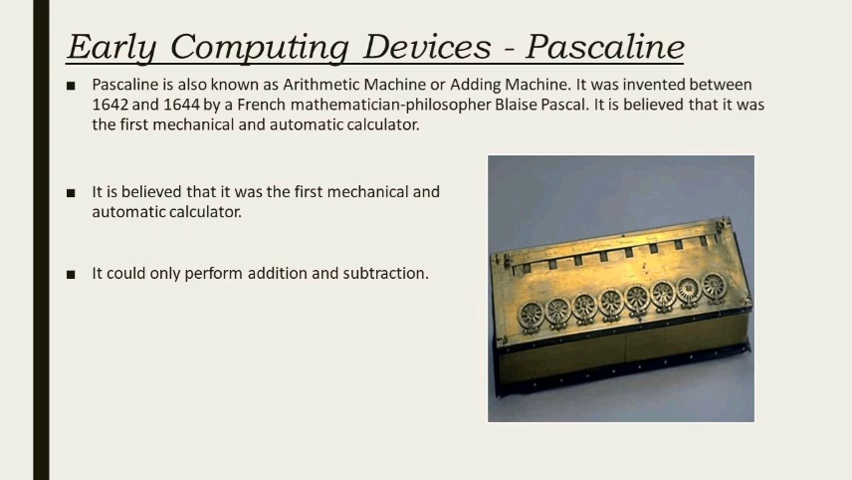 Early Computing Devices - Pascaline
■ Pascaline is also known as Arithmetic Machine or Adding Machine. It was invented between
1642 and 1644 by a French mathematician-philosopher Blaise Pascal. It is believed that it was
the first mechanical and automatic calculator.
■ It is believed that it was the first mechanical and
automatic calculator.
■ It could only perform addition and subtraction.